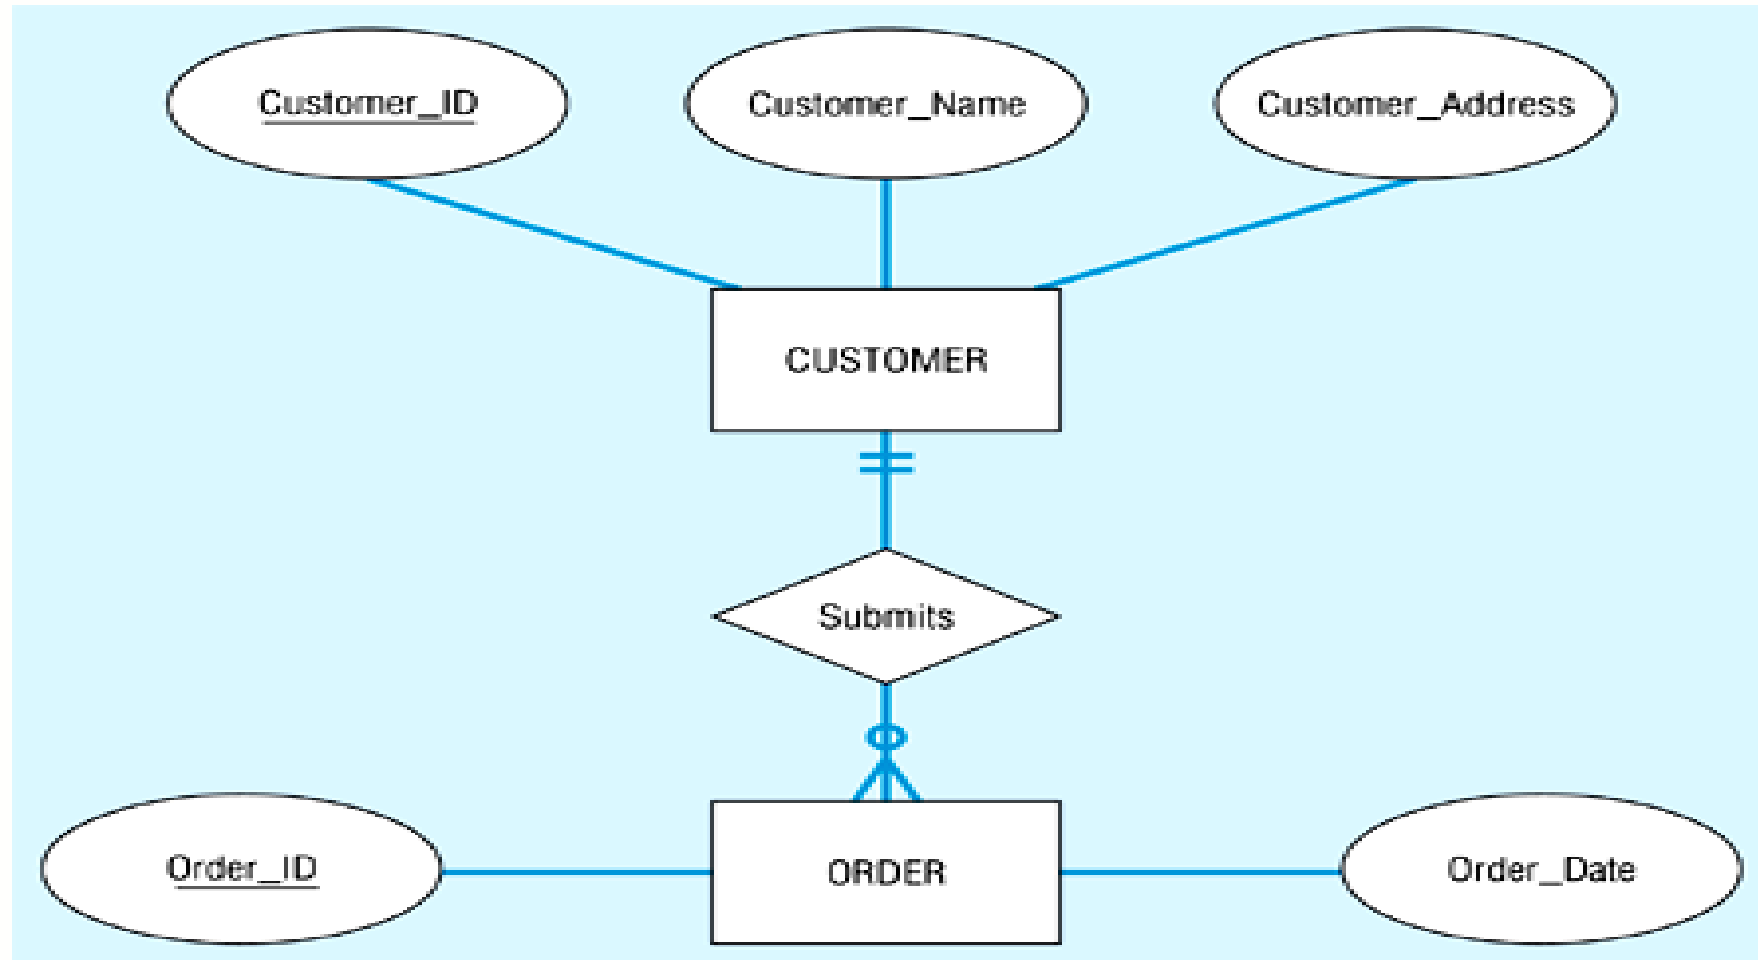 Customer_ID
Customer_Name
Customer_Address
CUSTOMER
Submits
Order_ID
ORDER
Order_Date